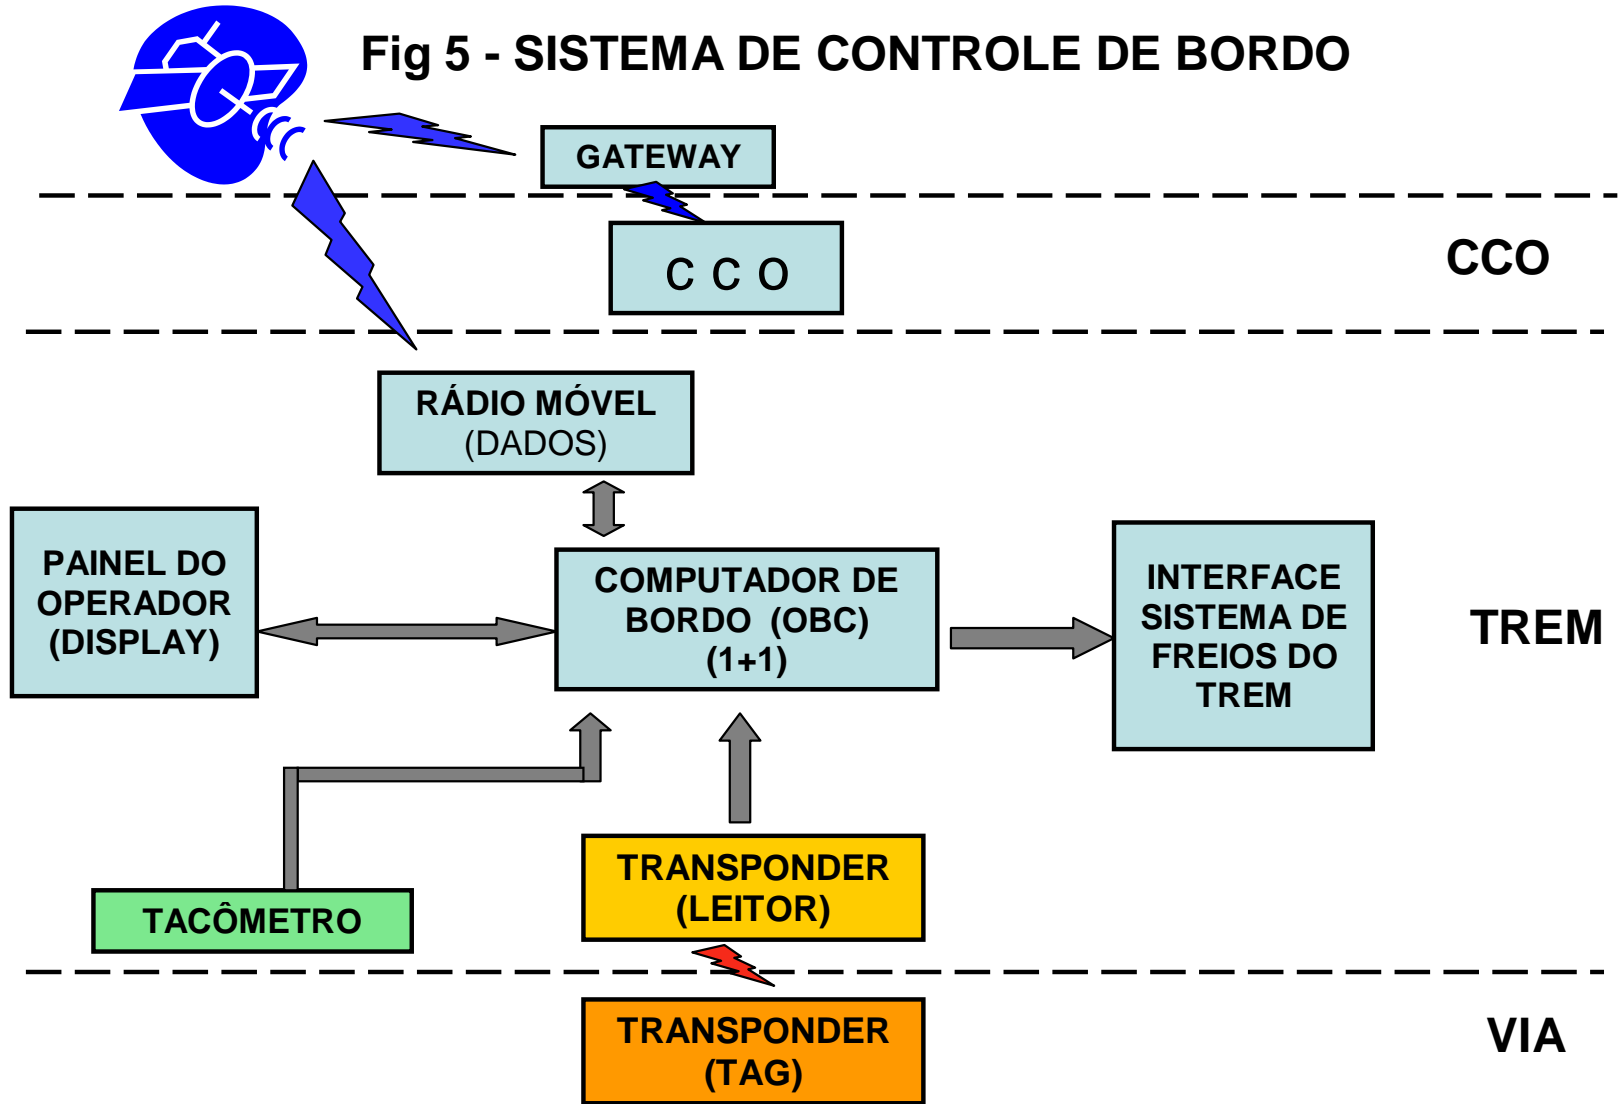 Fig 5 - SISTEMA DE CONTROLE DE BORDO
GATEWAY
C C O
CCO
RÁDIO MÓVEL
(DADOS)
PAINEL DO
OPERADOR
(DISPLAY)
COMPUTADOR DE
BORDO (OBC)
(1+1)
INTERFACE
SISTEMA DE
FREIOS DO
TREM
TREM
TRANSPONDER
(LEITOR)
TACÔMETRO
TRANSPONDER
(TAG)
VIA